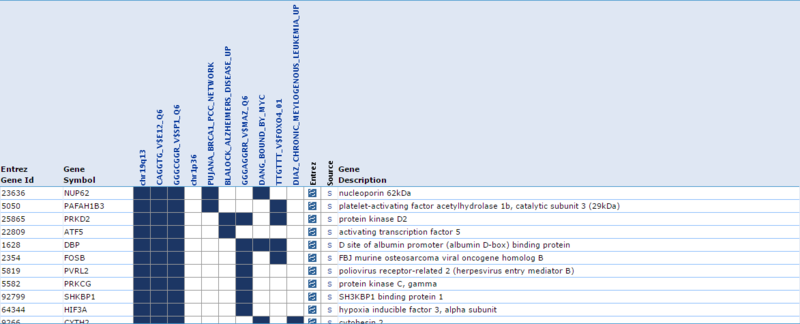 chr19q13
CAGGTG_V$E12_Q6
GGGCGGR_V$SP1_Q6
chr1p36
PUJANA_BRCA1_PCC_NETWORK
BLALOCK_ALZHEIMERS_DISEASE_UP
GGGAGGRR_V$MAZ_Q6
DANG_BOUND_BY_MYC
TTGTTT_V$FOXO4_01
DIAZ_CHRONIC_MEYLOGENOUS_LEUKEMIA_UP
Entrez
Source
Entrez Gene Id
Gene Symbol
Gene Description
23636 NUP62 s nucleoporin 62kDa
5050 PAFAH1B3 s platelet-activating factor acetylhydrolase 1b, catalytic subunit 3 (29kDa)
25865 PRKD2 s protein kinase D2
22809 ATF5 s activating transcription factor 5
1628 DBP s D site of albumin promoter (albumin D-box) binding protein
2354 FOSB s FBJ murine osteosarcoma viral oncogene homolog B
5819 PVRL2 s poliovirus receptor-related 2 (herpesvirus entry mediator B)
5582 PRKCG s protein kinase C, gamma
92799 SHKBP1 s SH3KBP1 binding protein 1
64344 HIF3A s hypoxia inducible factor 3, alpha subunit
9266 CYTH2 s cytohesin 2